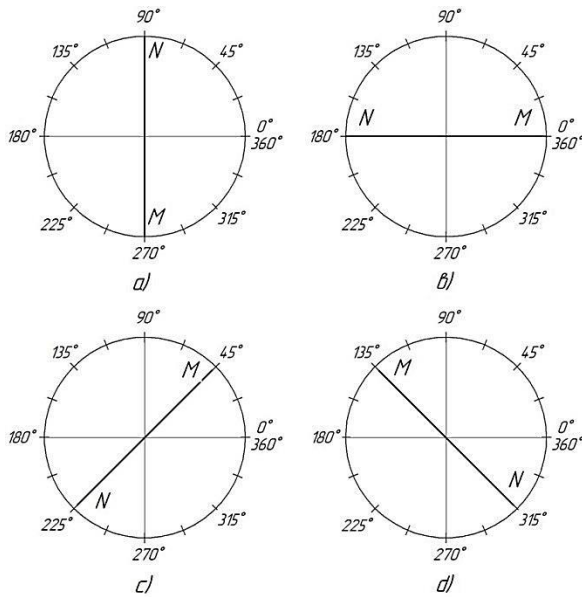 90°
135° N 45°
180° 0°
360°
225° M 315°
270°
a)
90°
135° 45°
180° N M 0°
360°
225° 315°
270°
в)
90°
135° M 45°
180° 0°
360°
225° N 315°
270°
c)
90°
135° M 45°
180° 0°
360°
N 315°
225°
270°
d)